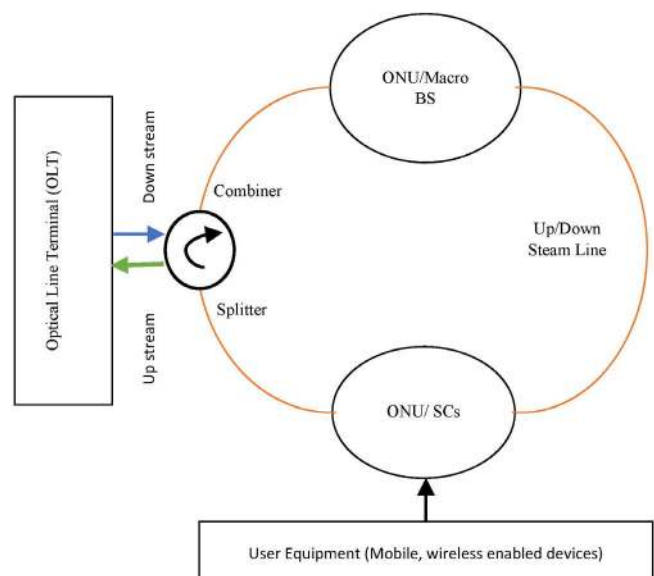 ONU/Macro
BS
Optical Line Terminal (OLT)
Down stream
Combiner
Up/Down
Steam Line
Splitter
Up stream
ONU/ SCs
User Equipment (Mobile, wireless enabled devices)